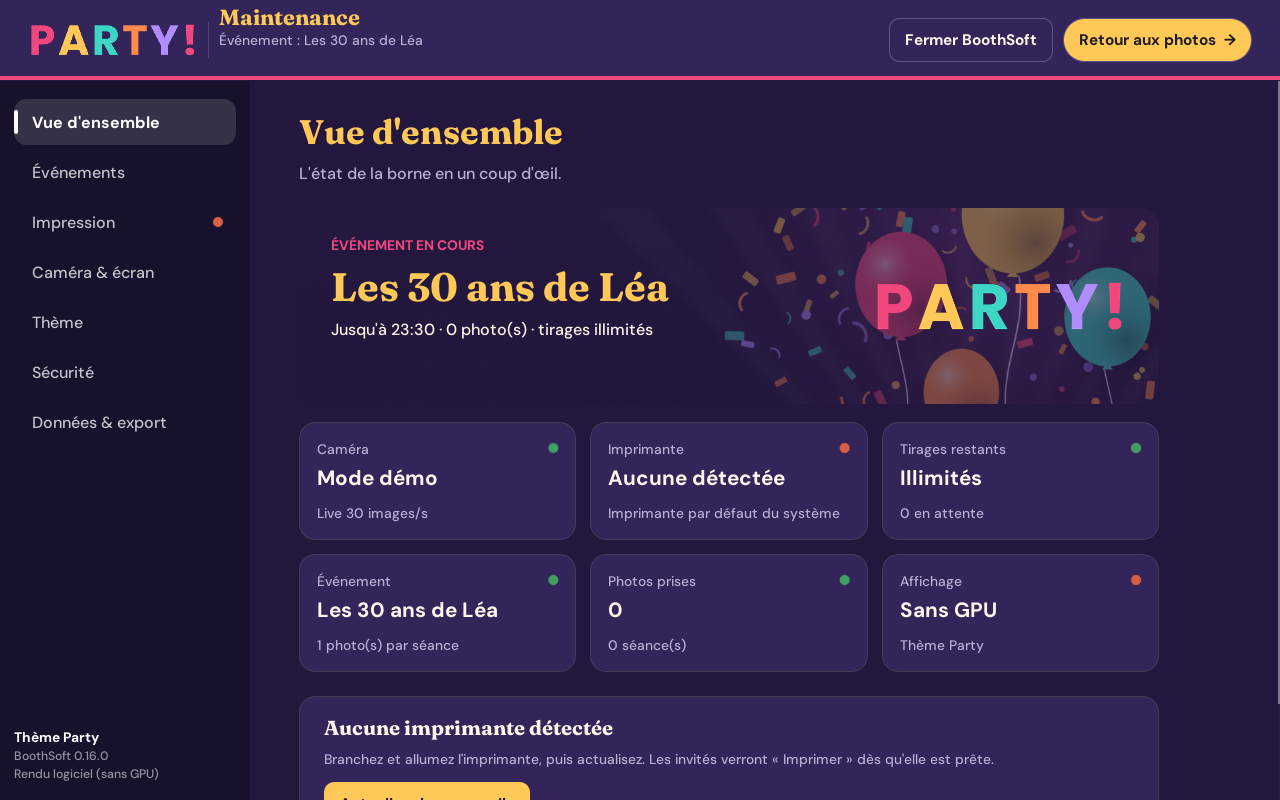 PARTY!
Maintenance
Événement : Les 30 ans de Léa
Fermer BoothSoft
Retour aux photos →
Vue d'ensemble
Événements
Impression
Caméra & écran
Thème
Sécurité
Données & export
Thème Party
BoothSoft 0.16.0
Rendu logiciel (sans GPU)
Vue d'ensemble
L'état de la borne en un coup d'œil.
ÉVÉNEMENT EN COURS
Les 30 ans de Léa
Jusqu'à 23:30 · 0 photo(s) · tirages illimités
PARTY!
Caméra
Mode démo
Live 30 images/s
Imprimante
Aucune détectée
Imprimante par défaut du système
Tirages restants
Illimités
0 en attente
Événement
Les 30 ans de Léa
1 photo(s) par séance
Photos prises
0
0 séance(s)
Affichage
Sans GPU
Thème Party
Aucune imprimante détectée
Branchez et allumez l'imprimante, puis actualisez. Les invités verront « Imprimer » dès qu'elle est prête.